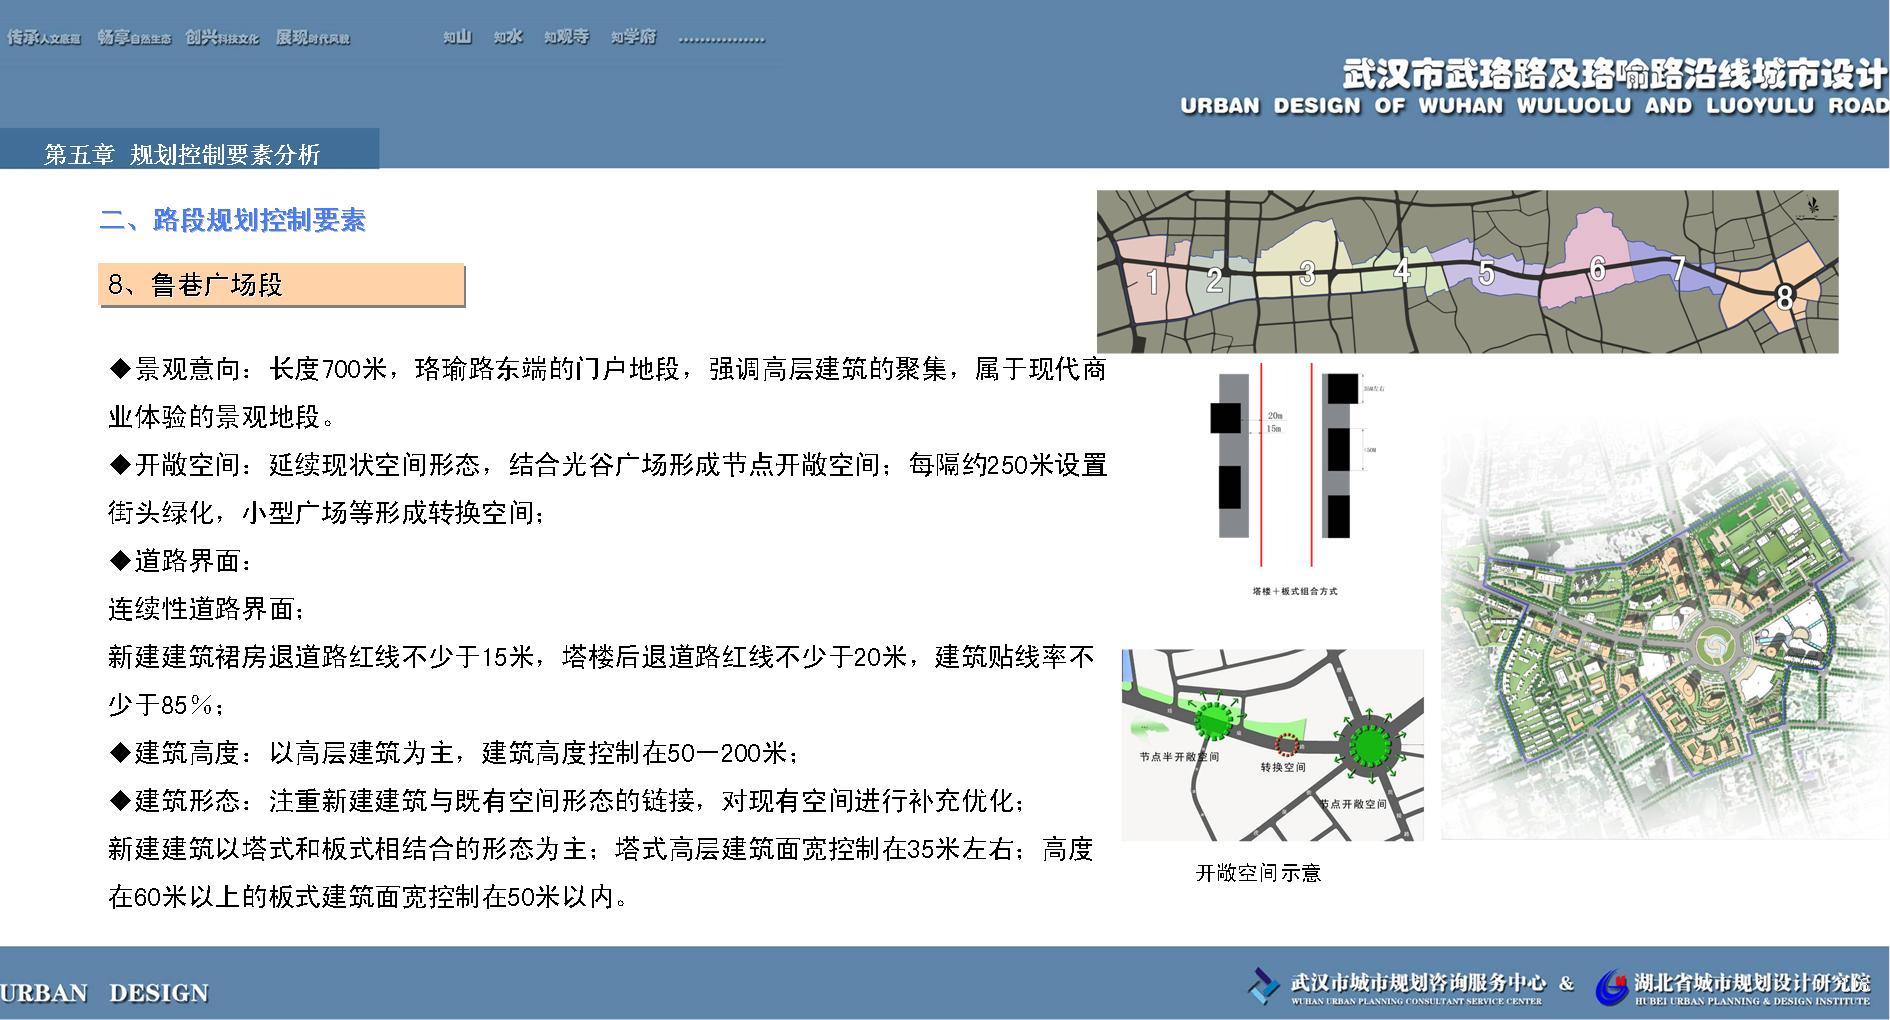 传承人文底蕴 畅享自然生态 创兴科技文化 展现时代风貌 知山 知水 知观寺 知学府 ................
武汉市武珞路及珞喻路沿线城市设计
URBAN DESIGN OF WUHAN WULUOLU AND LUOYULU ROAD
第五章 规划控制要素分析
二、路段规划控制要素
8、鲁巷广场段
1 2 3 4 5 6 7 8
◆景观意向：长度700米，珞瑜路东端的门户地段，强调高层建筑的聚集，属于现代商
业体验的景观地段。
◆开敞空间：延续现状空间形态，结合光谷广场形成节点开敞空间；每隔约250米设置
街头绿化，小型广场等形成转换空间；
◆道路界面：
连续性道路界面；
新建建筑裙房退道路红线不少于15米，塔楼后退道路红线不少于20米，建筑贴线率不
少于85%；
◆建筑高度：以高层建筑为主，建筑高度控制在50—200米；
◆建筑形态：注重新建建筑与既有空间形态的链接，对现有空间进行补充优化；
新建建筑以塔式和板式相结合的形态为主；塔式高层建筑面宽控制在35米左右；高度
在60米以上的板式建筑面宽控制在50米以内。
35M左右
20m
15m
<50M
塔楼＋板式组合方式
节点半开敞空间
转换空间
节点开敞空间
开敞空间示意
URBAN DESIGN
武汉市城市规划咨询服务中心 & 湖北省城市规划设计研究院
WUHAN URBAN PLANNING CONSULTANT SERVICE CENTER HUBEI URBAN PLANNING & DESIGN INSTITUTE